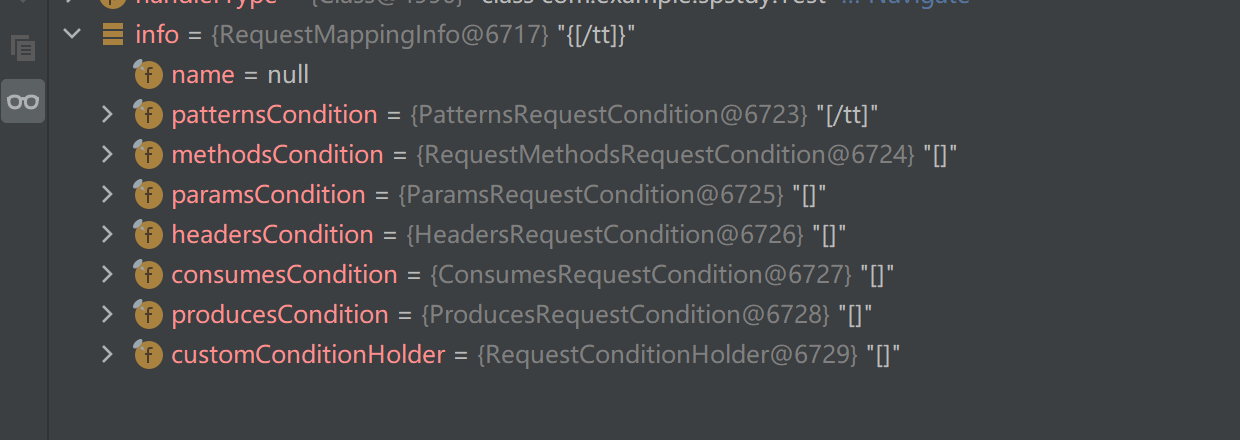 handlerType = {Class@4996} "class com.example.spstdy.Test" ... Navigate
info = {RequestMappingInfo@6717} "{[/tt]}"
f name = null
f patternsCondition = {PatternsRequestCondition@6723} "[/tt]"
f methodsCondition = {RequestMethodsRequestCondition@6724} "[]"
f paramsCondition = {ParamsRequestCondition@6725} "[]"
f headersCondition = {HeadersRequestCondition@6726} "[]"
f consumesCondition = {ConsumesRequestCondition@6727} "[]"
f producesCondition = {ProducesRequestCondition@6728} "[]"
f customConditionHolder = {RequestConditionHolder@6729} "[]"